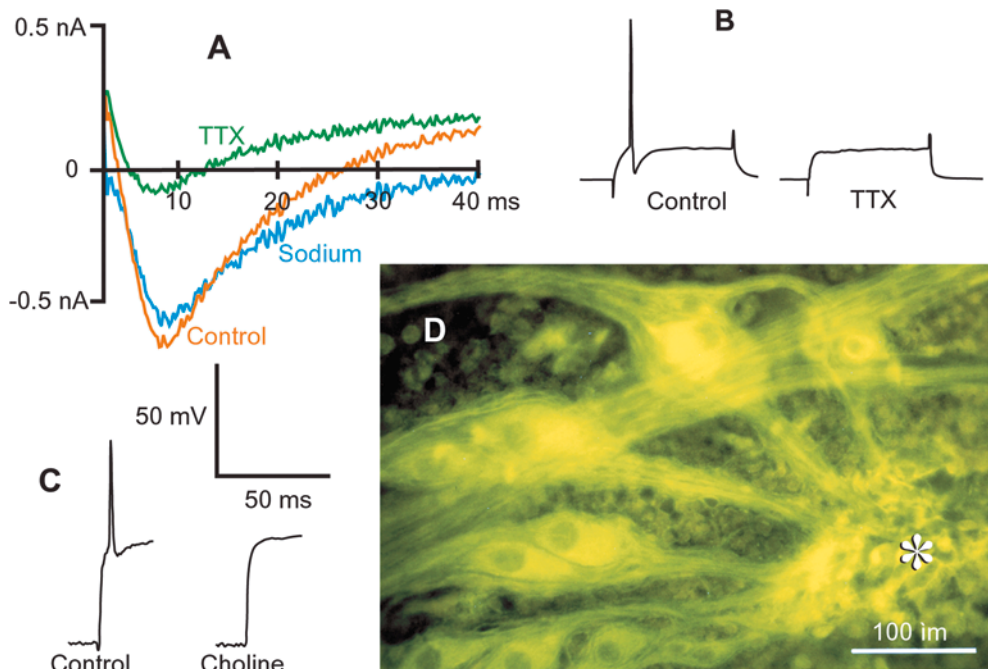 0.5 nA
A
TTX
0
10
20
30
40 ms
Sodium
-0.5 nA
Control
B
Control
TTX
50 mV
50 ms
C
Control
Choline
D
*
100 ìm